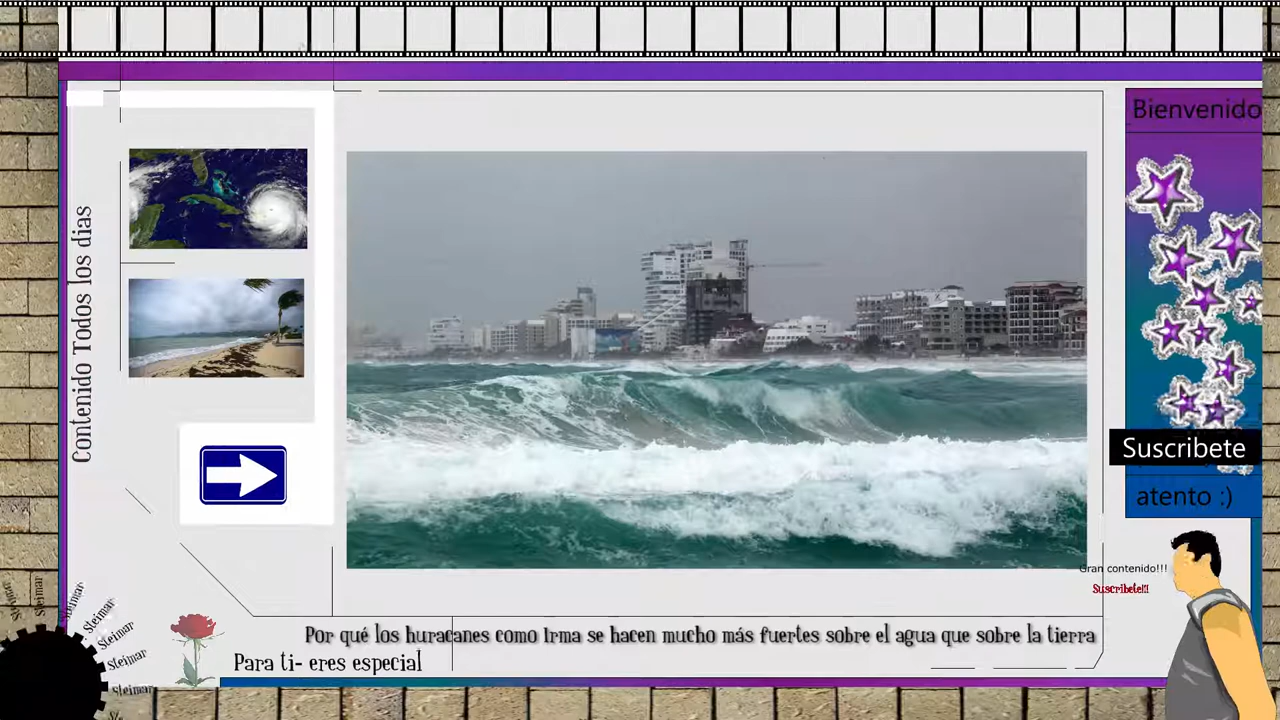 Bienvenido
Contenido Todos los dias
Suscribete
atento :)
Gran contenido!!!
Suscribete!!!
Por qué los huracanes como Irma se hacen mucho más fuertes sobre el agua que sobre la tierra
Para ti- eres especial
Steimar
Steimar
Steimar
Steimar
Steimar
Steimar
Steimar